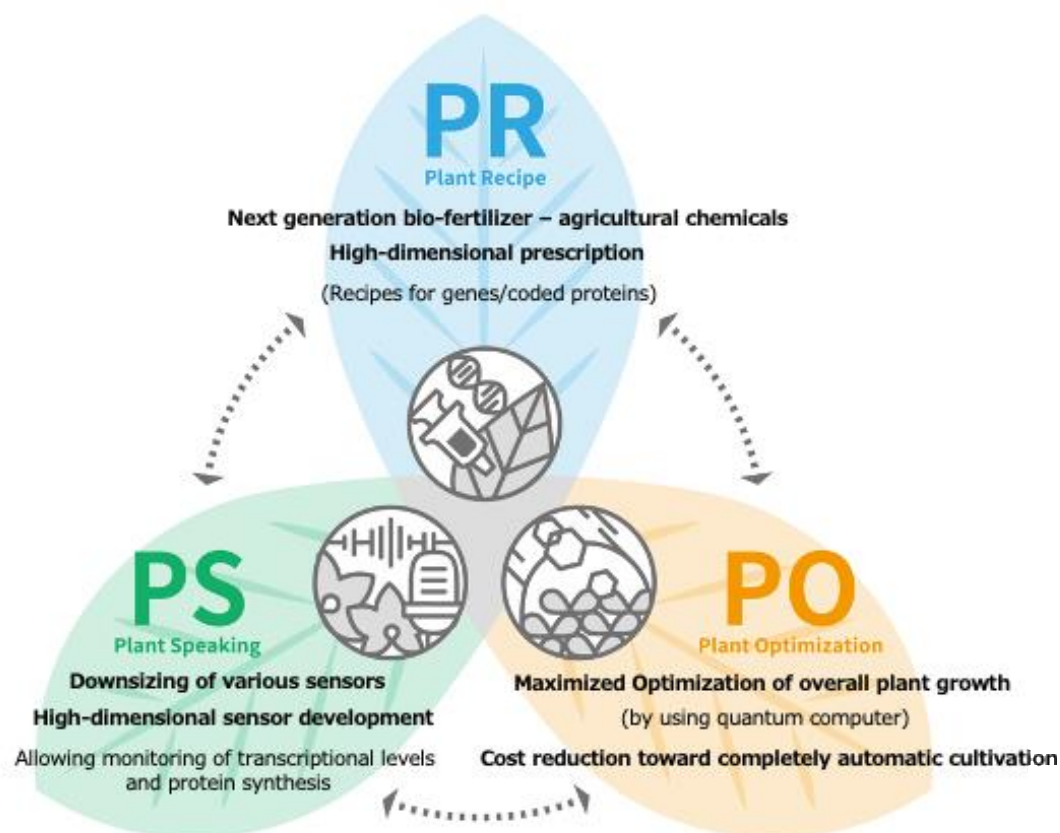 PR
Plant Recipe
Next generation bio-fertilizer – agricultural chemicals
High-dimensional prescription
(Recipes for genes/coded proteins)
PS
Plant Speaking
Downsizing of various sensors
High-dimensional sensor development
Allowing monitoring of transcriptional levels
and protein synthesis
PO
Plant Optimization
Maximized Optimization of overall plant growth
(by using quantum computer)
Cost reduction toward completely automatic cultivation